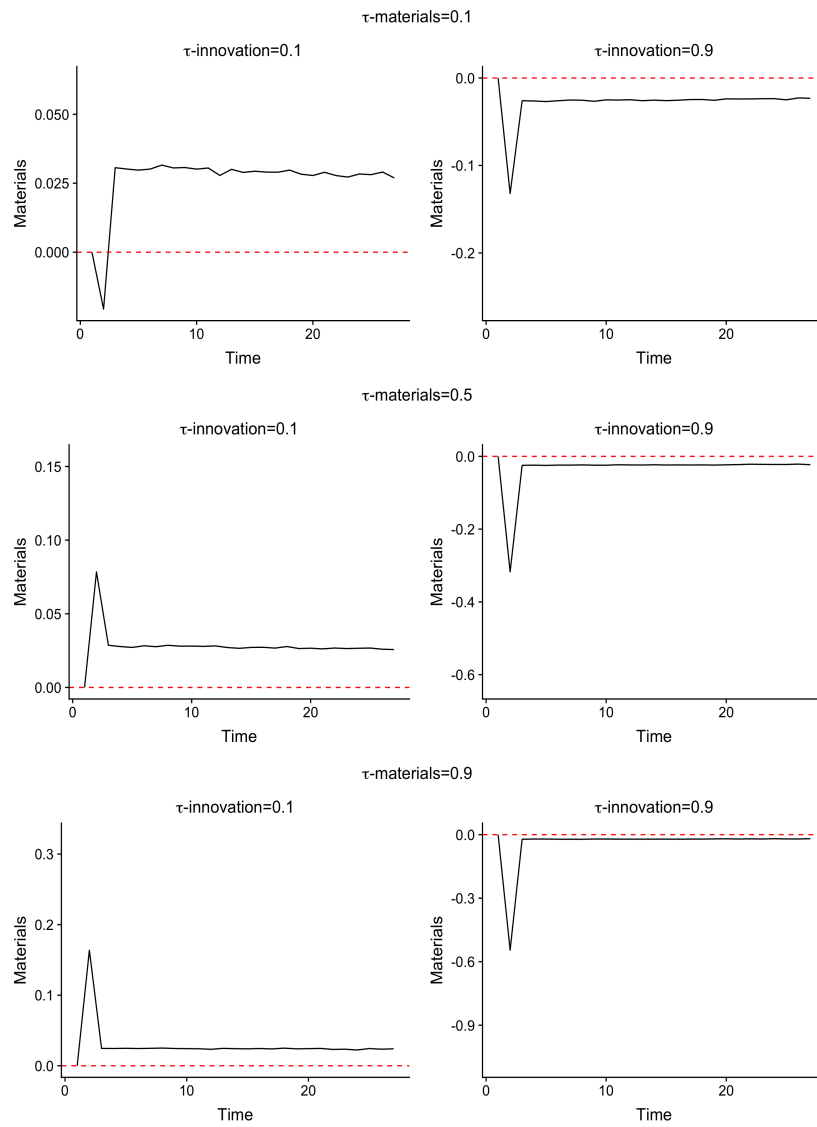 τ-materials=0.1
τ-innovation=0.1
0.050
0.025
0.000
Materials
0
10
20
Time
τ-innovation=0.9
0.0
-0.1
-0.2
Materials
0
10
20
Time
τ-materials=0.5
τ-innovation=0.1
0.15
0.10
0.05
0.00
Materials
0
10
20
Time
τ-innovation=0.9
0.0
-0.2
-0.4
-0.6
Materials
0
10
20
Time
τ-materials=0.9
τ-innovation=0.1
0.3
0.2
0.1
0.0
Materials
0
10
20
Time
τ-innovation=0.9
0.0
-0.3
-0.6
-0.9
Materials
0
10
20
Time